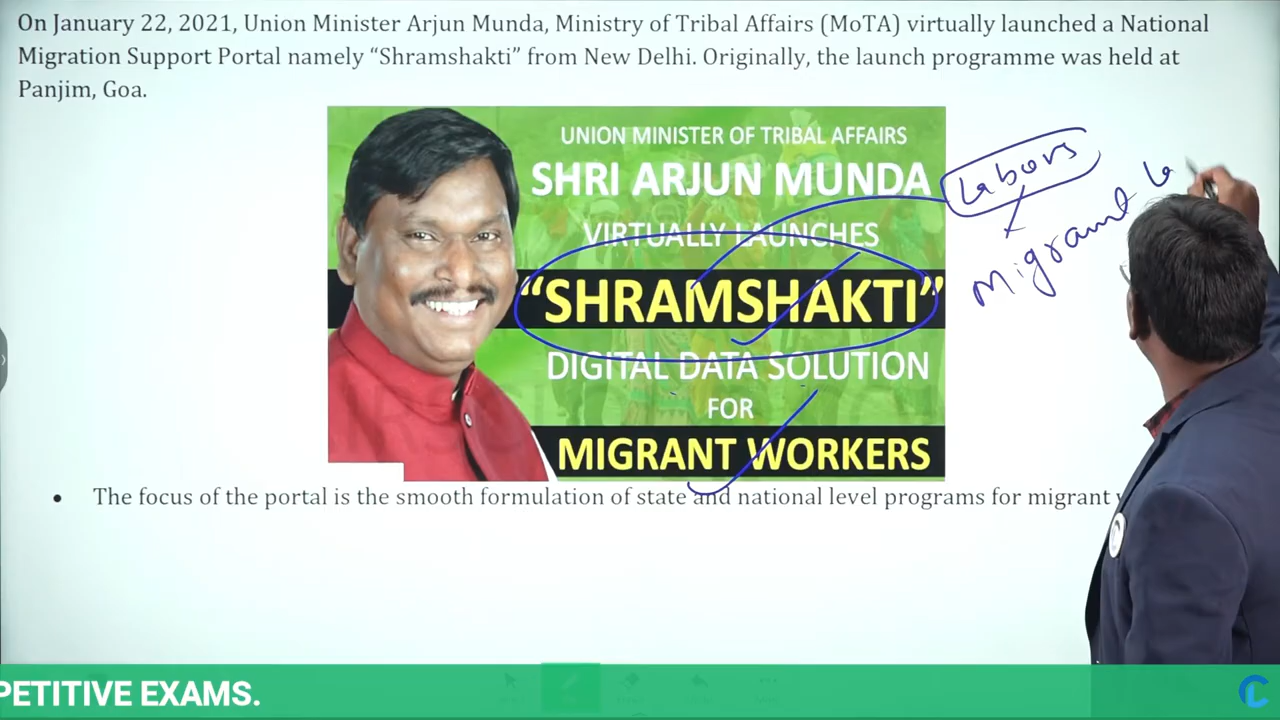 On January 22, 2021, Union Minister Arjun Munda, Ministry of Tribal Affairs (MoTA) virtually launched a National
Migration Support Portal namely “Shramshakti” from New Delhi. Originally, the launch programme was held at
Panjim, Goa.
UNION MINISTER OF TRIBAL AFFAIRS
SHRI ARJUN MUNDA
VIRTUALLY LAUNCHES
“SHRAMSHAKTI”
DIGITAL DATA SOLUTION
FOR
MIGRANT WORKERS
Labors
Migrant La
• The focus of the portal is the smooth formulation of state and national level programs for migrant
PETITIVE EXAMS.